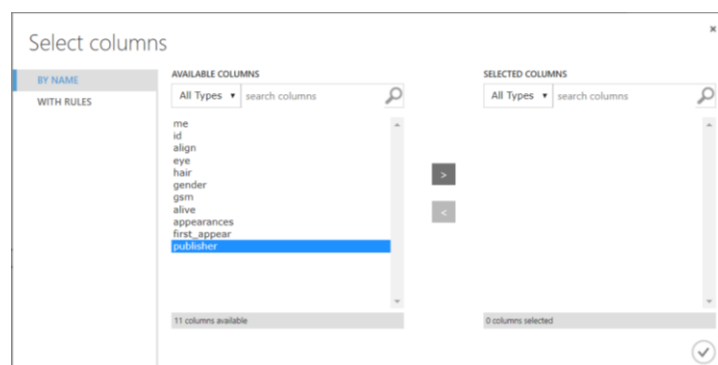 Select columns
×
BY NAME
WITH RULES
AVAILABLE COLUMNS
All Types ▾ search columns
me
id
align
eye
hair
gender
gsm
alive
appearances
first_appear
publisher
11 columns available
>
<
SELECTED COLUMNS
All Types ▾ search columns
0 columns selected